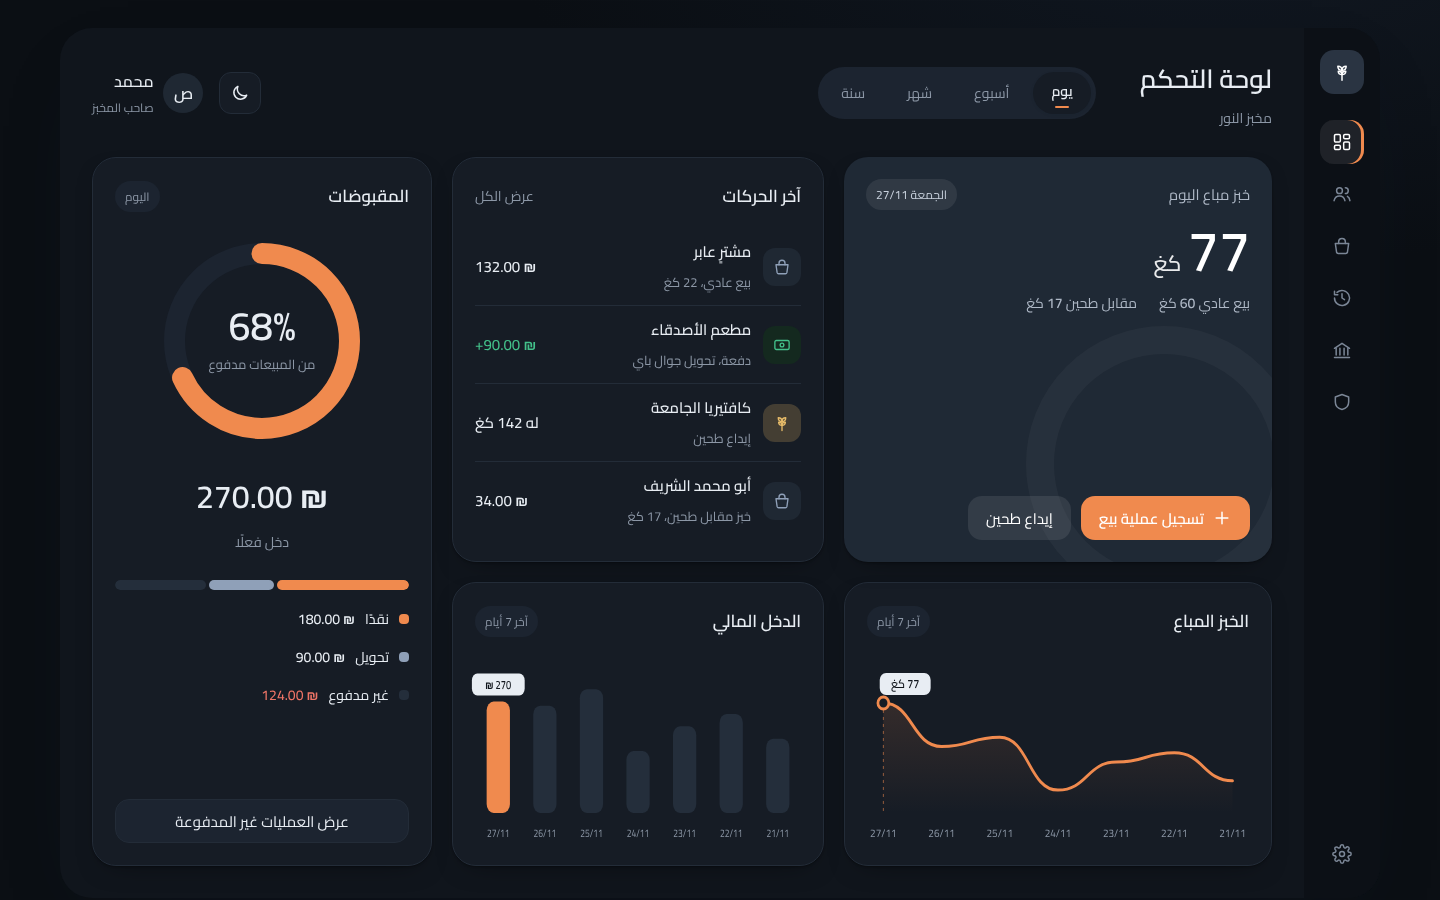 لوحة التحكم
مخبز النور
يوم
أسبوع
شهر
سنة
ص
محمد
صاحب المخبز
خبز مباع اليوم
الجمعة 27/11
77 كغ
بيع عادي 60 كغ
مقابل طحين 17 كغ
تسجيل عملية بيع
إيداع طحين
آخر الحركات
عرض الكل
مشترٍ عابر
بيع عادي، 22 كغ
132.00 ₪
مطعم الأصدقاء
دفعة، تحويل جوال باي
+90.00 ₪
كافتيريا الجامعة
إيداع طحين
له 142 كغ
أبو محمد الشريف
خبز مقابل طحين، 17 كغ
34.00 ₪
المقبوضات
اليوم
68%
من المبيعات مدفوع
270.00 ₪
دخل فعلًا
نقدًا 180.00 ₪
تحويل 90.00 ₪
غير مدفوع 124.00 ₪
عرض العمليات غير المدفوعة
الخبز المباع
آخر 7 أيام
77 كغ
21/11
22/11
23/11
24/11
25/11
26/11
27/11
الدخل المالي
آخر 7 أيام
270 ₪
21/11
22/11
23/11
24/11
25/11
26/11
27/11